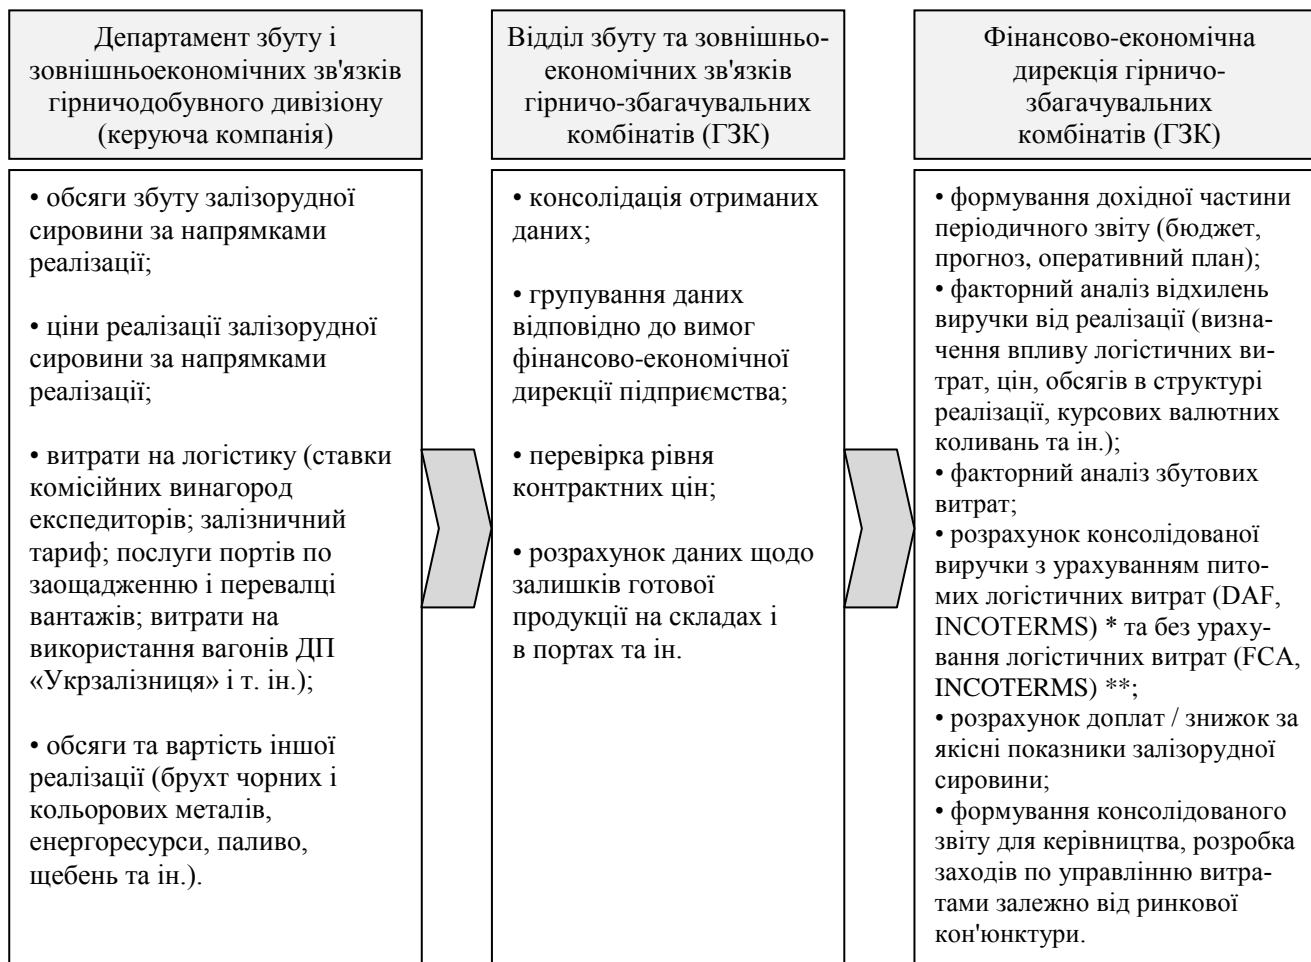 Департамент збуту і
зовнішньоекономічних зв'язків
гірничодобувного дивізіону
(керуюча компанія)
• обсяги збуту залізорудної
сировини за напрямками
реалізації;
• ціни реалізації залізорудної
сировини за напрямками
реалізації;
• витрати на логістику (ставки
комісійних винагород
експедиторів; залізничний
тариф; послуги портів по
заощадженню і перевалці
вантажів; витрати на
використання вагонів ДП
«Укрзалізниця» і т. ін.);
• обсяги та вартість іншої
реалізації (брухт чорних і
кольорових металів,
енергоресурси, паливо,
щебень та ін.).
Відділ збуту та зовнішньо-
економічних зв'язків
гірничо-збагачувальних
комбінатів (ГЗК)
• консолідація отриманих
даних;
• групування даних
відповідно до вимог
фінансово-економічної
дирекції підприємства;
• перевірка рівня
контрактних цін;
• розрахунок даних щодо
залишків готової
продукції на складах і
в портах та ін.
Фінансово-економічна
дирекція гірничо-
збагачувальних
комбінатів (ГЗК)
• формування дохідної частини
періодичного звіту (бюджет,
прогноз, оперативний план);
• факторний аналіз відхилень
виручки від реалізації (визна-
чення впливу логістичних ви-
трат, цін, обсягів в структурі
реалізації, курсових валютних
коливань та ін.);
• факторний аналіз збутових
витрат;
• розрахунок консолідованої
виручки з урахуванням пито-
мих логістичних витрат (DAF,
INCOTERMS) * та без ураху-
вання логістичних витрат (FCA,
INCOTERMS) **;
• розрахунок доплат / знижок за
якісні показники залізорудної
сировини;
• формування консолідованого
звіту для керівництва, розробка
заходів по управлінню витра-
тами залежно від ринкової
кон'юнктури.